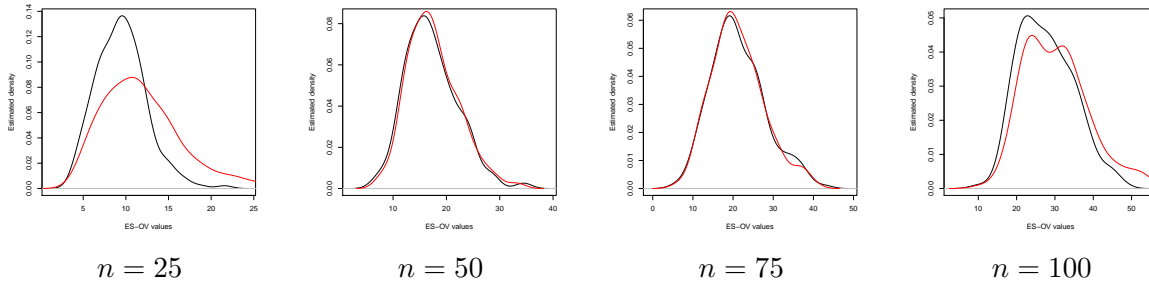 0.00 0.02 0.04 0.06 0.08 0.10 0.12 0.14
Estimated density
5 10 15 20 25
ES−OV values
n = 25
0.00 0.02 0.04 0.06 0.08
Estimated density
10 20 30 40
ES−OV values
n = 50
0.00 0.01 0.02 0.03 0.04 0.05 0.06
Estimated density
0 10 20 30 40 50
ES−OV values
n = 75
0.00 0.01 0.02 0.03 0.04 0.05
Estimated density
10 20 30 40 50
ES−OV values
n = 100